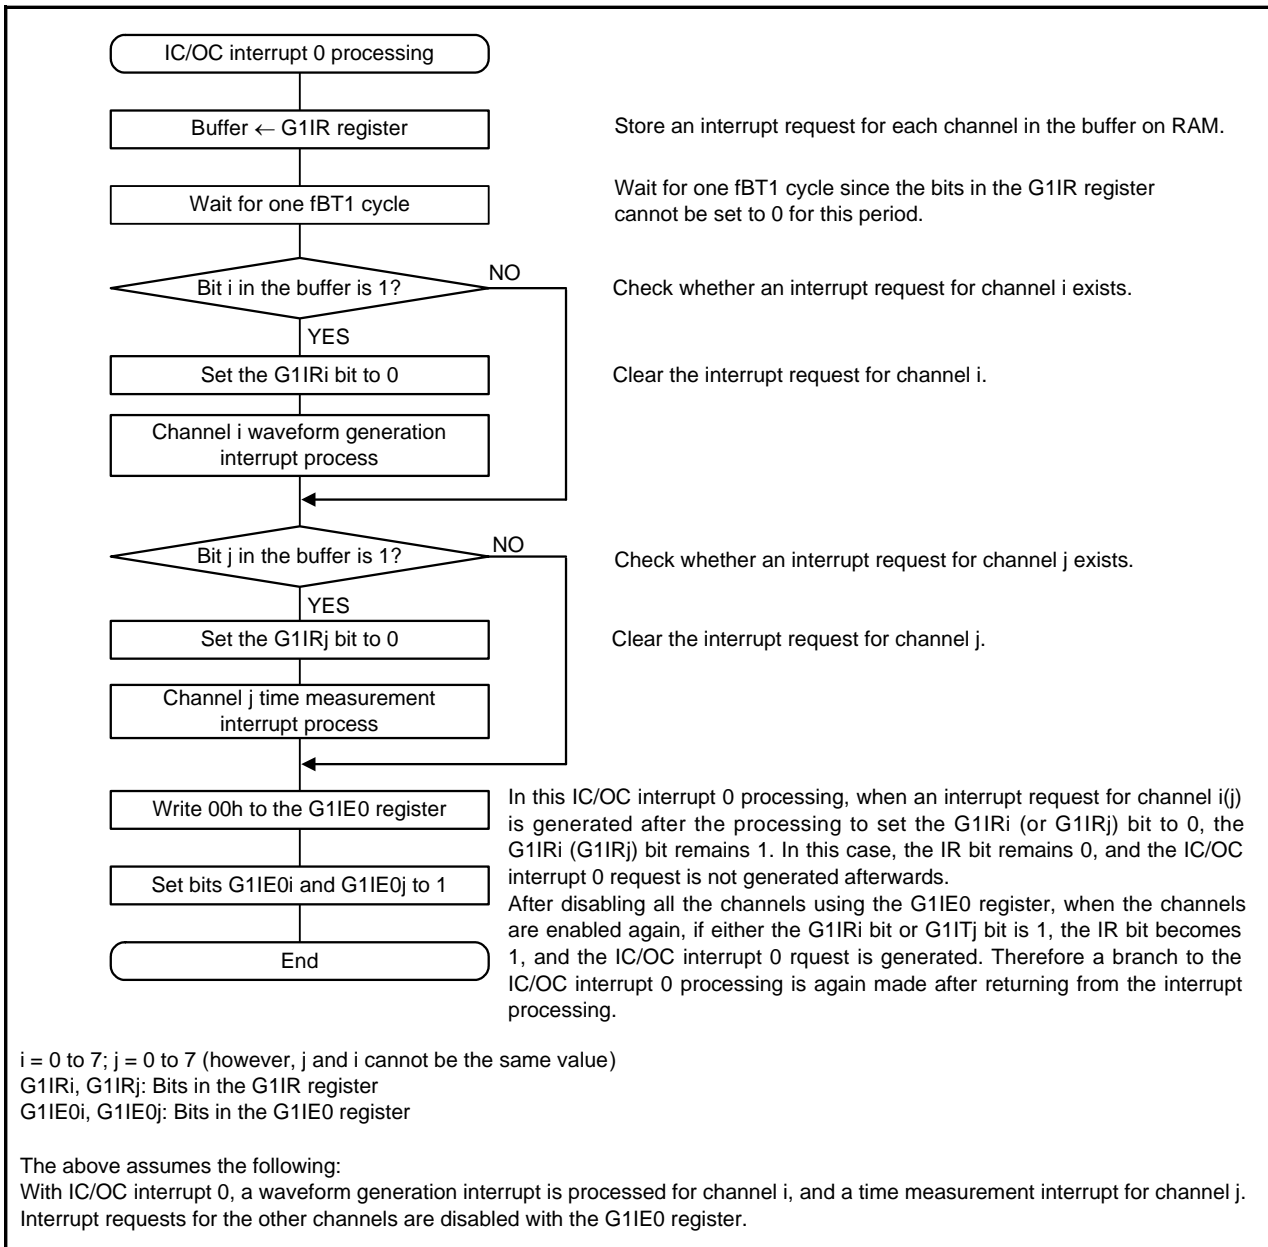 IC/OC interrupt 0 processing
Buffer ← G1IR register
Store an interrupt request for each channel in the buffer on RAM.
Wait for one fBT1 cycle
Wait for one fBT1 cycle since the bits in the G1IR register
cannot be set to 0 for this period.
Bit i in the buffer is 1?
NO
Check whether an interrupt request for channel i exists.
YES
Set the G1IRi bit to 0
Clear the interrupt request for channel i.
Channel i waveform generation
interrupt process
Bit j in the buffer is 1?
NO
Check whether an interrupt request for channel j exists.
YES
Set the G1IRj bit to 0
Clear the interrupt request for channel j.
Channel j time measurement
interrupt process
Write 00h to the G1IE0 register
Set bits G1IE0i and G1IE0j to 1
End
In this IC/OC interrupt 0 processing, when an interrupt request for channel i(j)
is generated after the processing to set the G1IRi (or G1IRj) bit to 0, the
G1IRi (G1IRj) bit remains 1. In this case, the IR bit remains 0, and the IC/OC
interrupt 0 request is not generated afterwards.
After disabling all the channels using the G1IE0 register, when the channels
are enabled again, if either the G1IRi bit or G1ITj bit is 1, the IR bit becomes
1, and the IC/OC interrupt 0 rquest is generated. Therefore a branch to the
IC/OC interrupt 0 processing is again made after returning from the interrupt
processing.
i = 0 to 7; j = 0 to 7 (however, j and i cannot be the same value)
G1IRi, G1IRj: Bits in the G1IR register
G1IE0i, G1IE0j: Bits in the G1IE0 register
The above assumes the following:
With IC/OC interrupt 0, a waveform generation interrupt is processed for channel i, and a time measurement interrupt for channel j.
Interrupt requests for the other channels are disabled with the G1IE0 register.